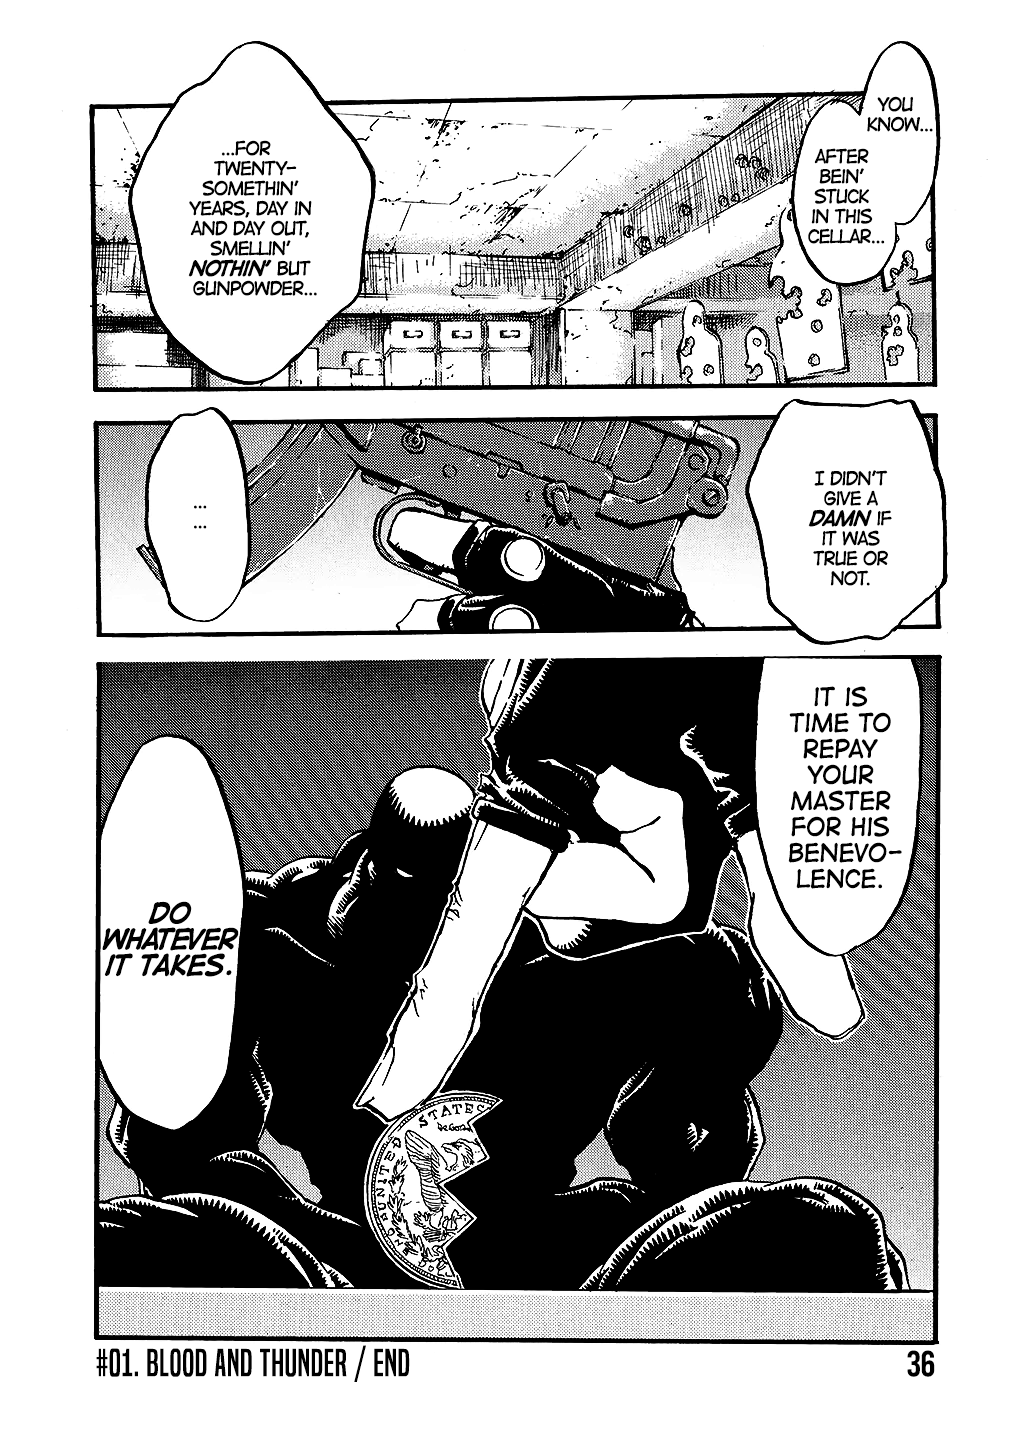 YOU
KNOW...
AFTER
BEIN'
STUCK
IN THIS
CELLAR...
...FOR
TWENTY-
SOMETHIN'
YEARS, DAY IN
AND DAY OUT,
SMELLIN'
NOTHIN' BUT
GUNPOWDER...
I DIDN'T
GIVE A
DAMN IF
IT WAS
TRUE OR
NOT.
...
...
IT IS
TIME TO
REPAY
YOUR
MASTER
FOR HIS
BENEVO-
LENCE.
DO
WHATEVER
IT TAKES.
UNITED STATES
#01. BLOOD AND THUNDER / END
36